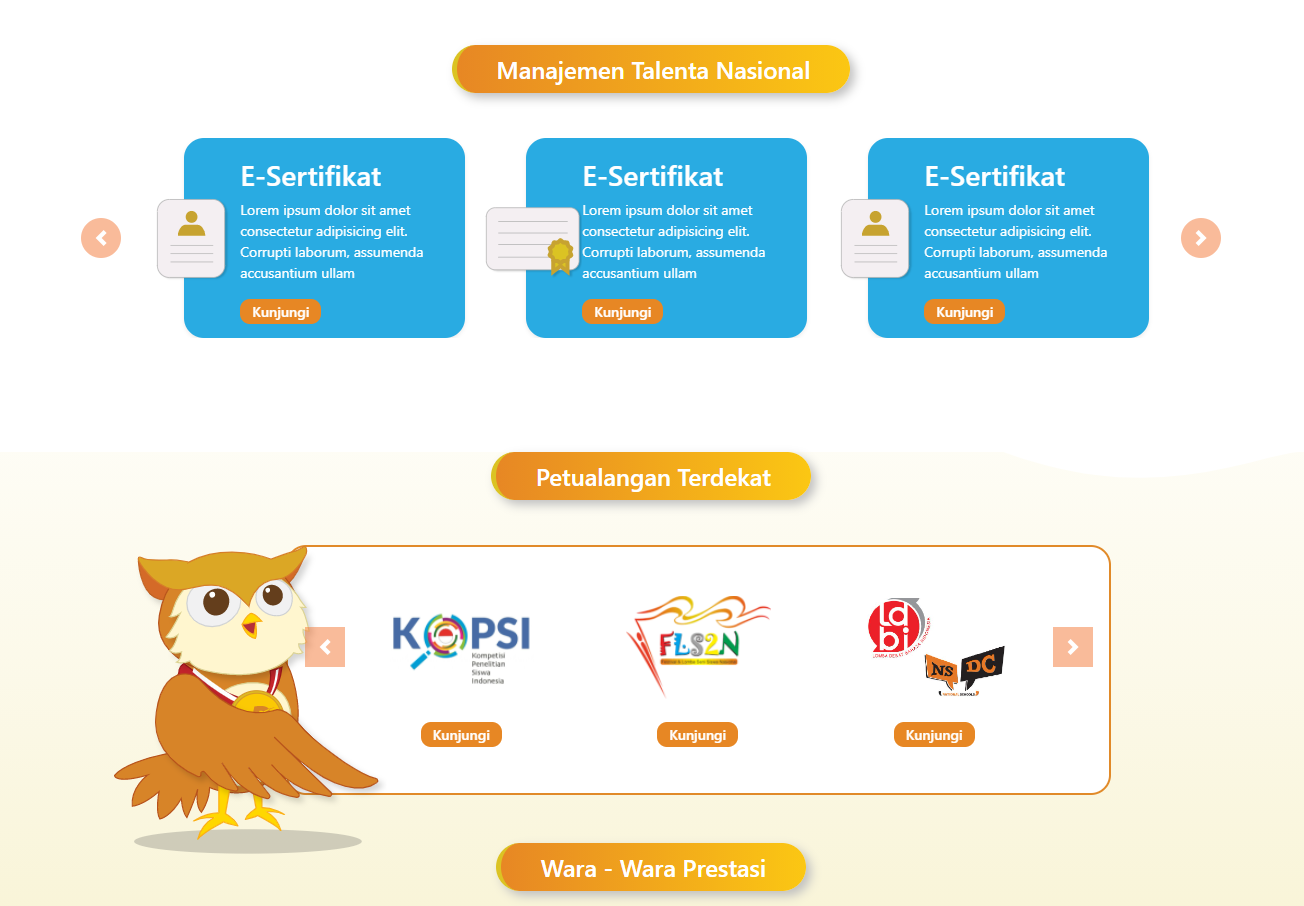 Manajemen Talenta Nasional
E-Sertifikat
Lorem ipsum dolor sit amet
consectetur adipisicing elit.
Corrupti laborum, assumenda
accusantium ullam
Kunjungi
E-Sertifikat
Lorem ipsum dolor sit amet
consectetur adipisicing elit.
Corrupti laborum, assumenda
accusantium ullam
Kunjungi
E-Sertifikat
Lorem ipsum dolor sit amet
consectetur adipisicing elit.
Corrupti laborum, assumenda
accusantium ullam
Kunjungi
Petualangan Terdekat
KOPSI
Kompetisi
Penelitian
Siswa
Indonesia
Kunjungi
FLS2N
Kunjungi
Ldbi
NSDC
Kunjungi
Wara - Wara Prestasi